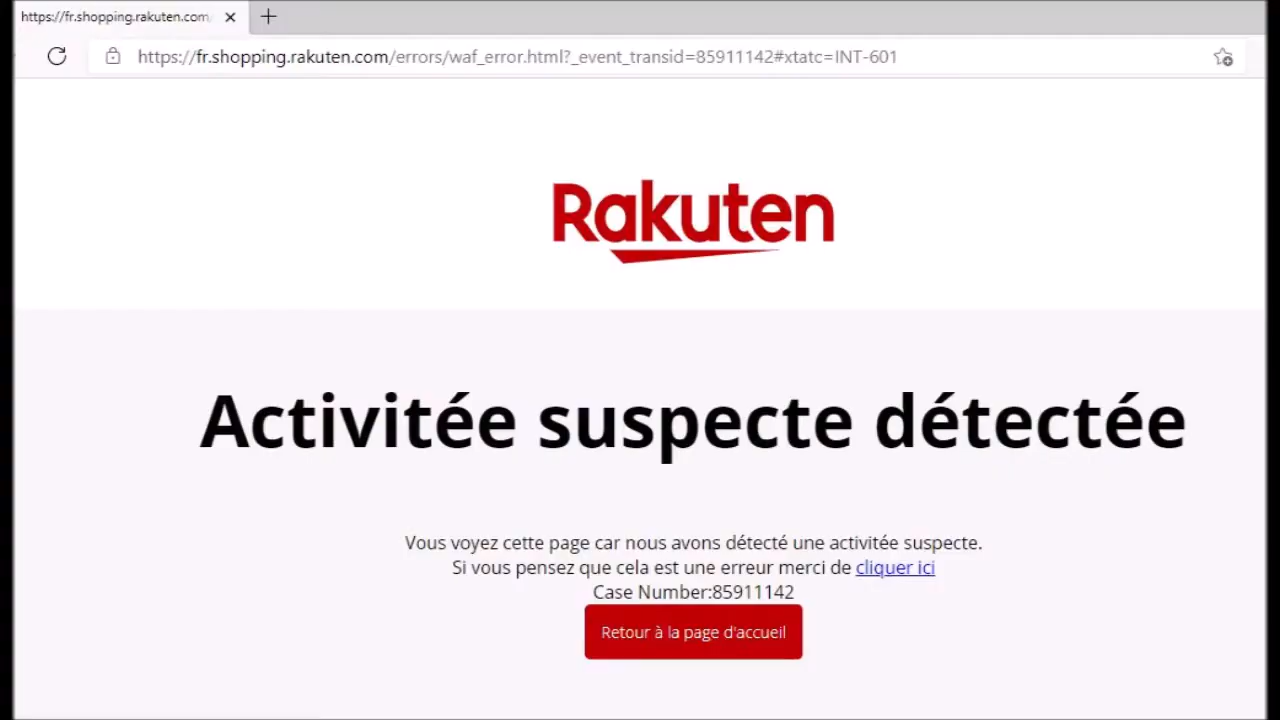 https://fr.shopping.rakuten.com/
https://fr.shopping.rakuten.com/errors/waf_error.html?_event_transid=85911142#xtatc=INT-601
Rakuten
Activitée suspecte détectée
Vous voyez cette page car nous avons détecté une activitée suspecte.
Si vous pensez que cela est une erreur merci de cliquer ici
Case Number:85911142
Retour à la page d'accueil